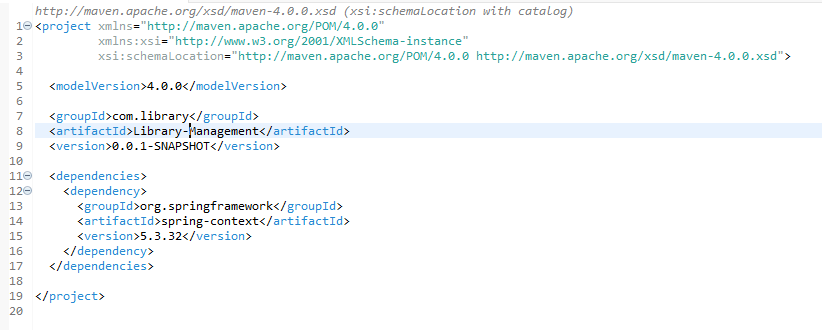 http://maven.apache.org/xsd/maven-4.0.0.xsd (xsi:schemaLocation with catalog)
1 <project xmlns="http://maven.apache.org/POM/4.0.0"
2 xmlns:xsi="http://www.w3.org/2001/XMLSchema-instance"
3 xsi:schemaLocation="http://maven.apache.org/POM/4.0.0 http://maven.apache.org/xsd/maven-4.0.0.xsd">
4
5 <modelVersion>4.0.0</modelVersion>
6
7 <groupId>com.library</groupId>
8 <artifactId>Library-Management</artifactId>
9 <version>0.0.1-SNAPSHOT</version>
10
11 <dependencies>
12 <dependency>
13 <groupId>org.springframework</groupId>
14 <artifactId>spring-context</artifactId>
15 <version>5.3.32</version>
16 </dependency>
17 </dependencies>
18
19 </project>
20